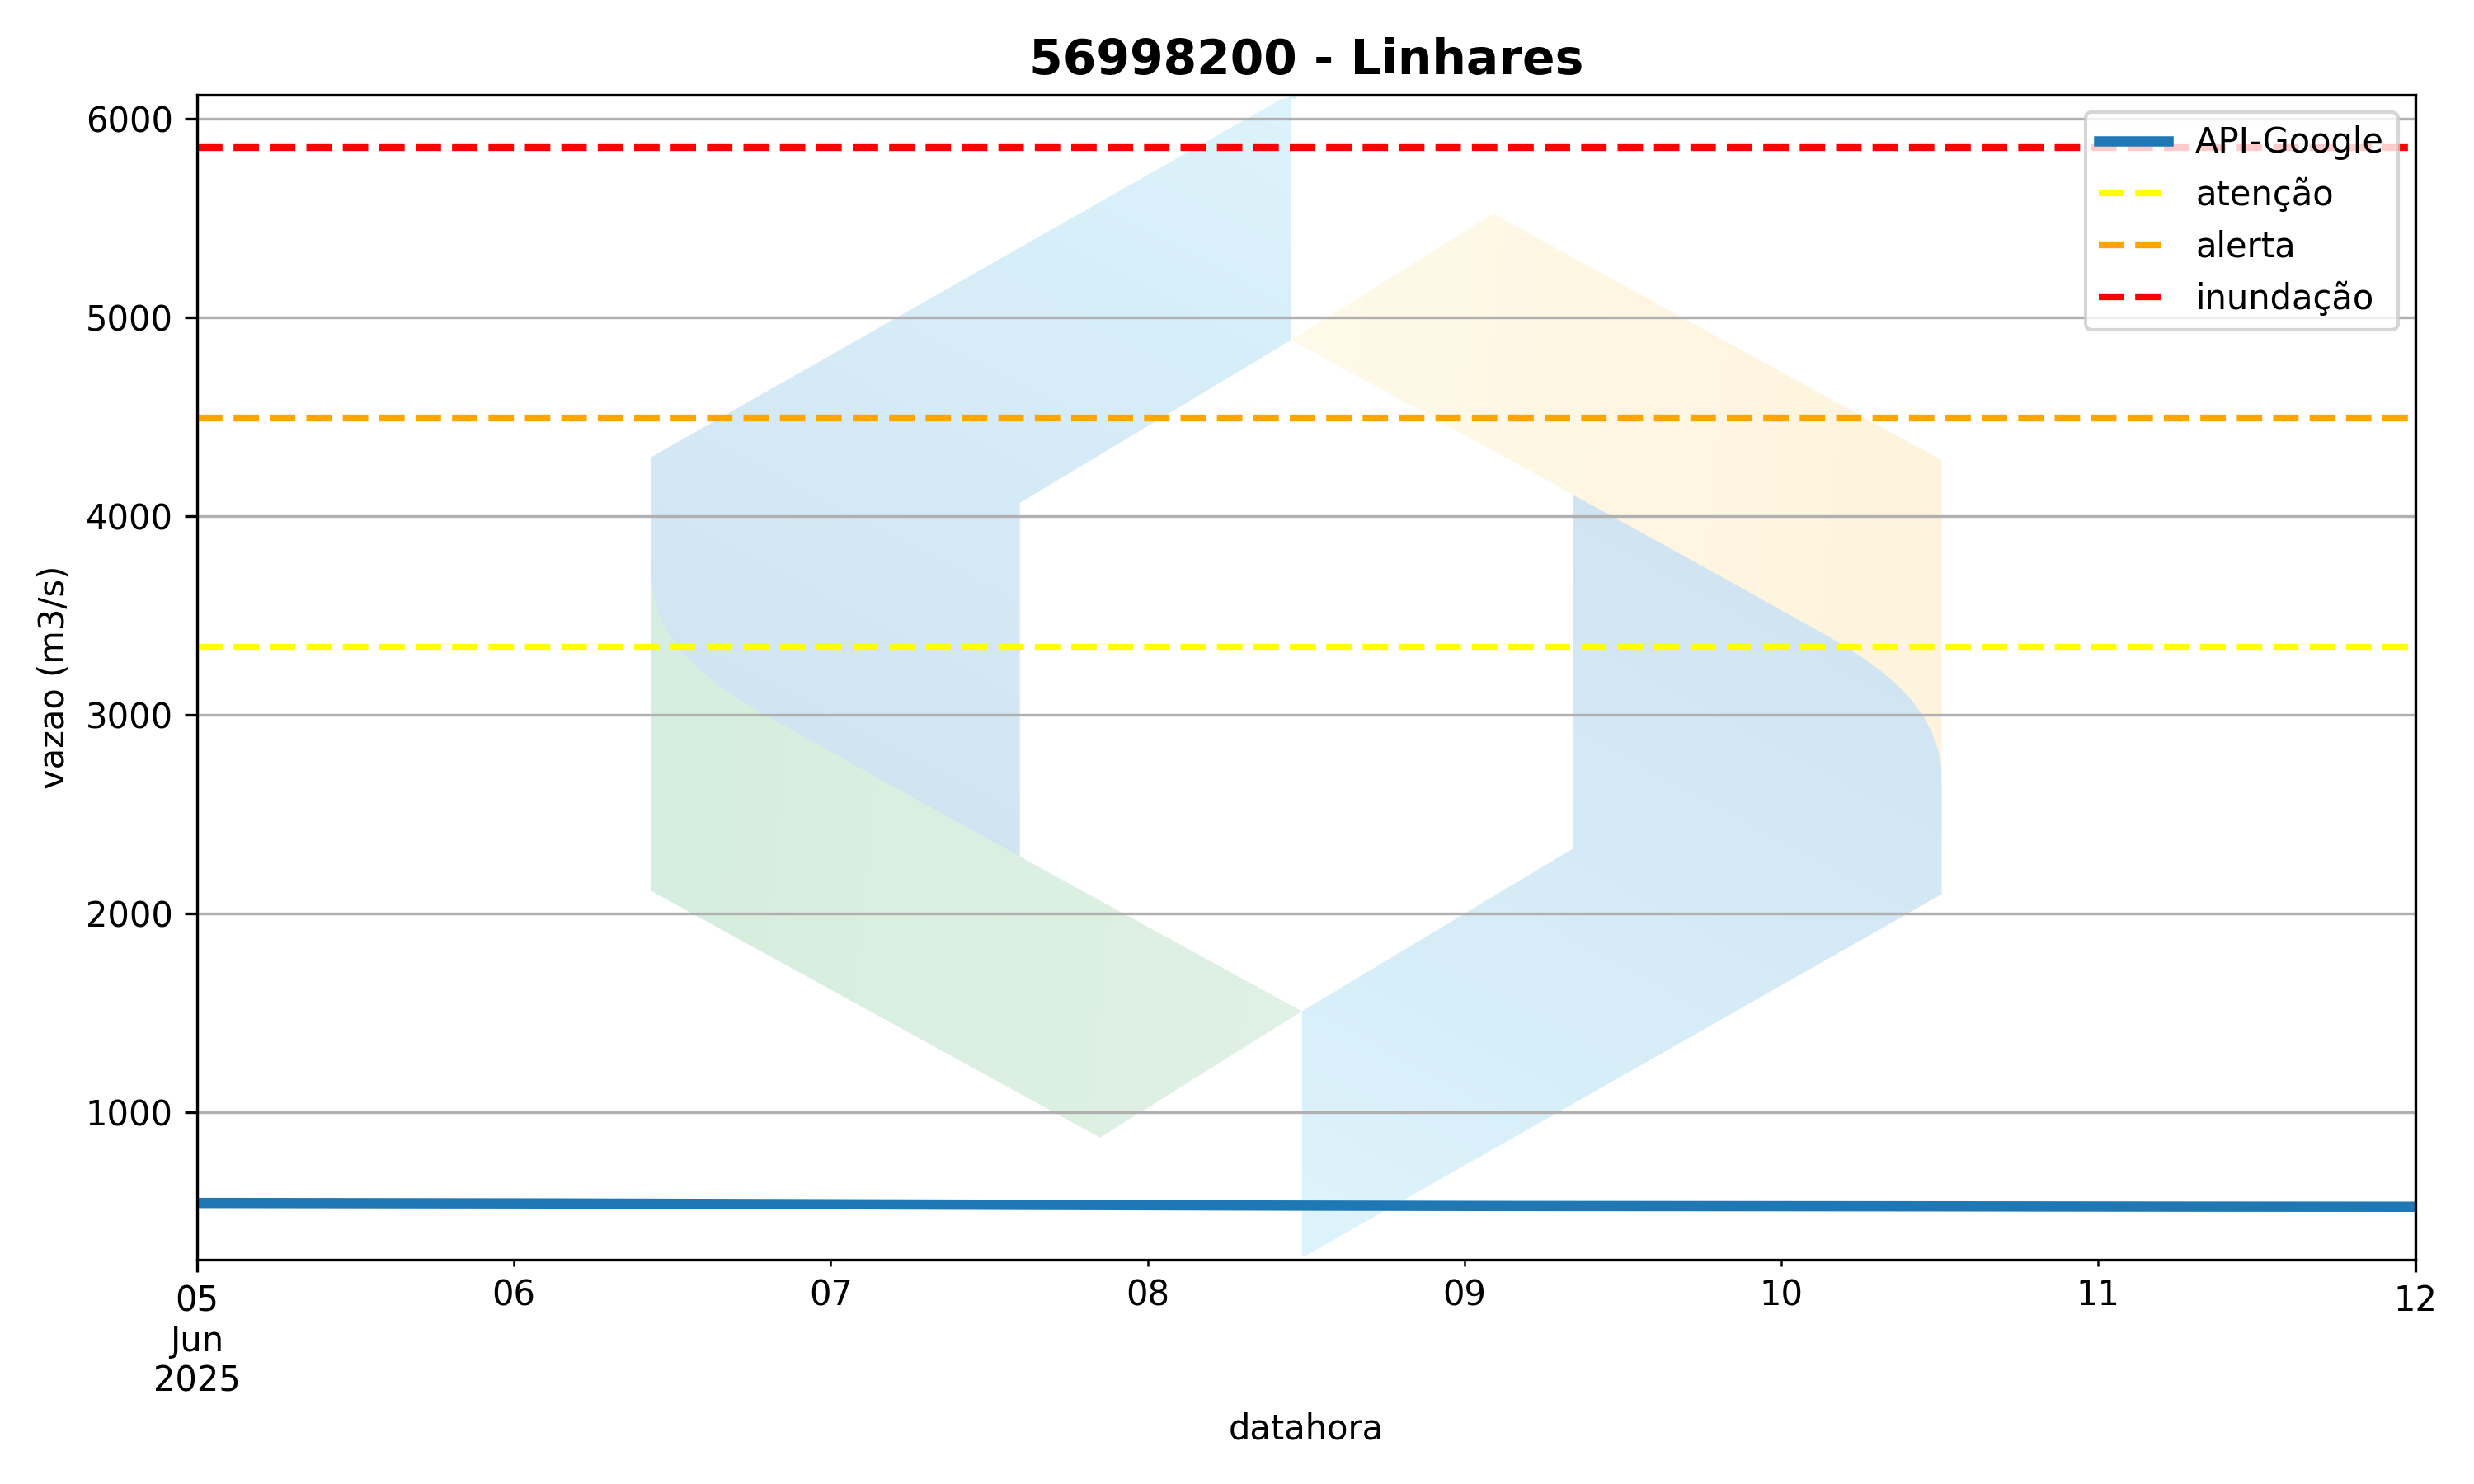 56998200 - Linhares
6000
5000
4000
3000
2000
1000
vazao (m3/s)
API-Google
atenção
alerta
inundação
05 06 07 08 09 10 11 12
Jun
2025
datahora